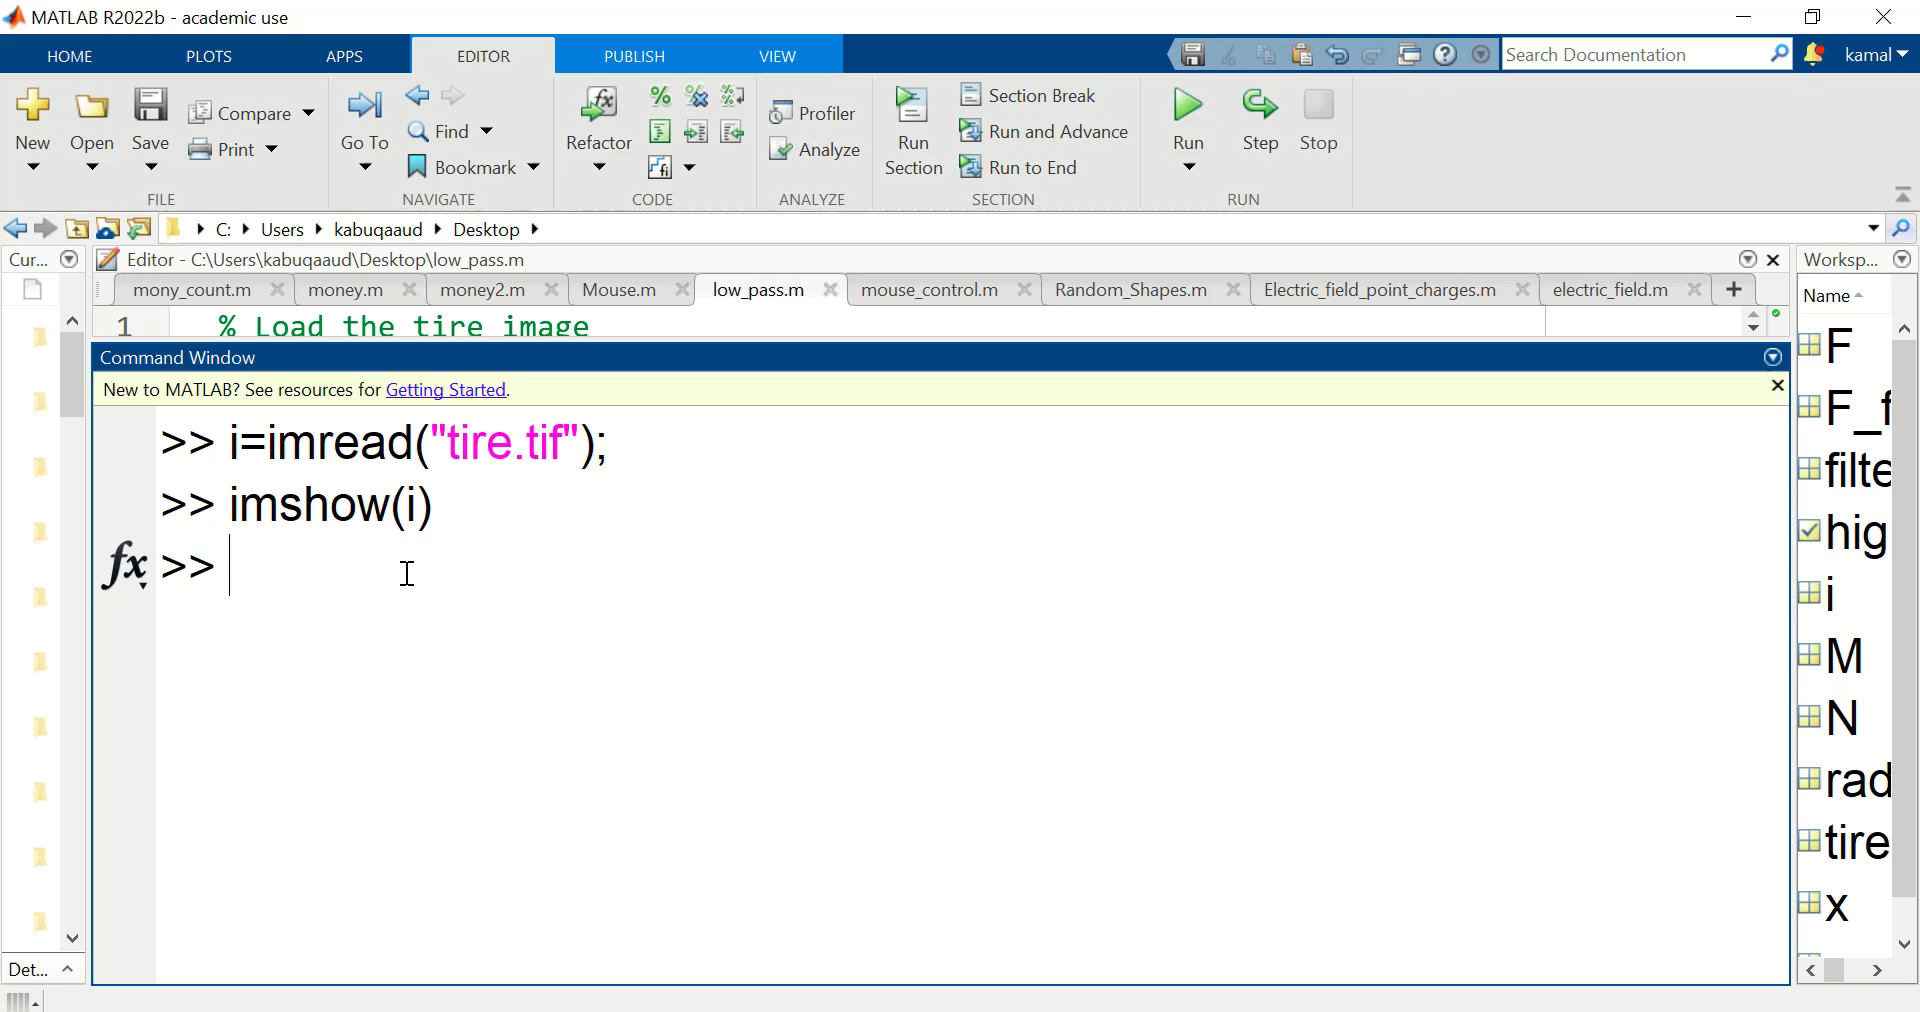 MATLAB R2022b - academic use
HOME PLOTS APPS EDITOR PUBLISH VIEW Search Documentation kamal
New Open Save Compare Print Go To Find Bookmark Refactor Profiler Analyze Run Section Section Break Run and Advance Run to End Run Step Stop
FILE NAVIGATE CODE ANALYZE SECTION RUN
C: Users kabuqaaud Desktop
Cur... Editor - C:\Users\kabuqaaud\Desktop\low_pass.m Worksp...
mony_count.m money.m money2.m Mouse.m low_pass.m mouse_control.m Random_Shapes.m Electric_field_point_charges.m electric_field.m Name
1 % Load the tire image
Command Window
New to MATLAB? See resources for Getting Started.
>> i=imread("tire.tif");
>> imshow(i)
fx >>
F
F_f
filte
hig
i
M
N
rad
tire
x
Det...